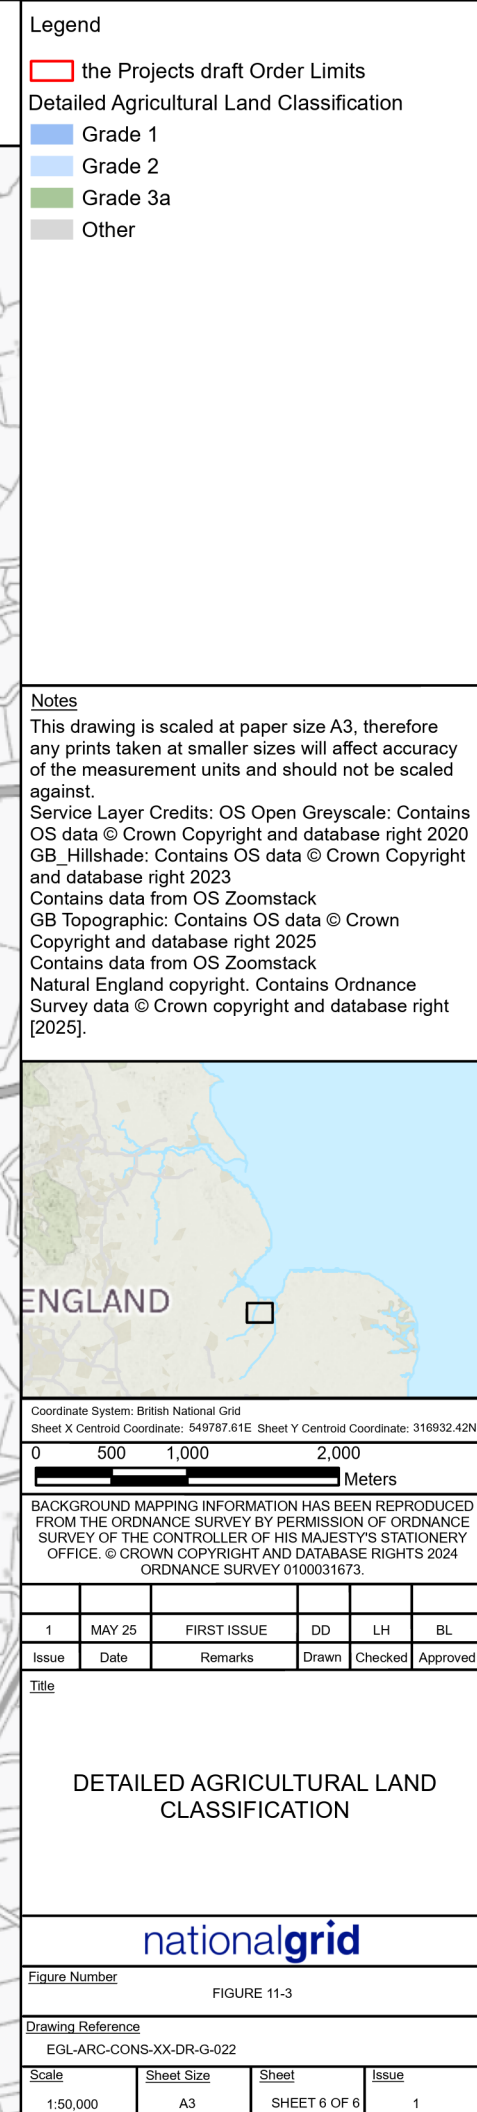 Legend
the Projects draft Order Limits
Detailed Agricultural Land Classification
Grade 1
Grade 2
Grade 3a
Other
Notes
This drawing is scaled at paper size A3, therefore
any prints taken at smaller sizes will affect accuracy
of the measurement units and should not be scaled
against.
Service Layer Credits: OS Open Greyscale: Contains
OS data © Crown Copyright and database right 2020
GB_Hillshade: Contains OS data © Crown Copyright
and database right 2023
Contains data from OS Zoomstack
GB Topographic: Contains OS data © Crown
Copyright and database right 2025
Contains data from OS Zoomstack
Natural England copyright. Contains Ordnance
Survey data © Crown copyright and database right
[2025].
ENGLAND
Coordinate System: British National Grid
Sheet X Centroid Coordinate: 549787.61E Sheet Y Centroid Coordinate: 316932.42N
0 500 1,000 2,000
Meters
BACKGROUND MAPPING INFORMATION HAS BEEN REPRODUCED
FROM THE ORDNANCE SURVEY BY PERMISSION OF ORDNANCE
SURVEY OF THE CONTROLLER OF HIS MAJESTY'S STATIONERY
OFFICE. © CROWN COPYRIGHT AND DATABASE RIGHTS 2024
ORDNANCE SURVEY 0100031673.
1 MAY 25 FIRST ISSUE DD LH BL
Issue Date Remarks Drawn Checked Approved
Title
DETAILED AGRICULTURAL LAND
CLASSIFICATION
nationalgrid
Figure Number
FIGURE 11-3
Drawing Reference
EGL-ARC-CONS-XX-DR-G-022
Scale Sheet Size Sheet Issue
1:50,000 A3 SHEET 6 OF 6 1